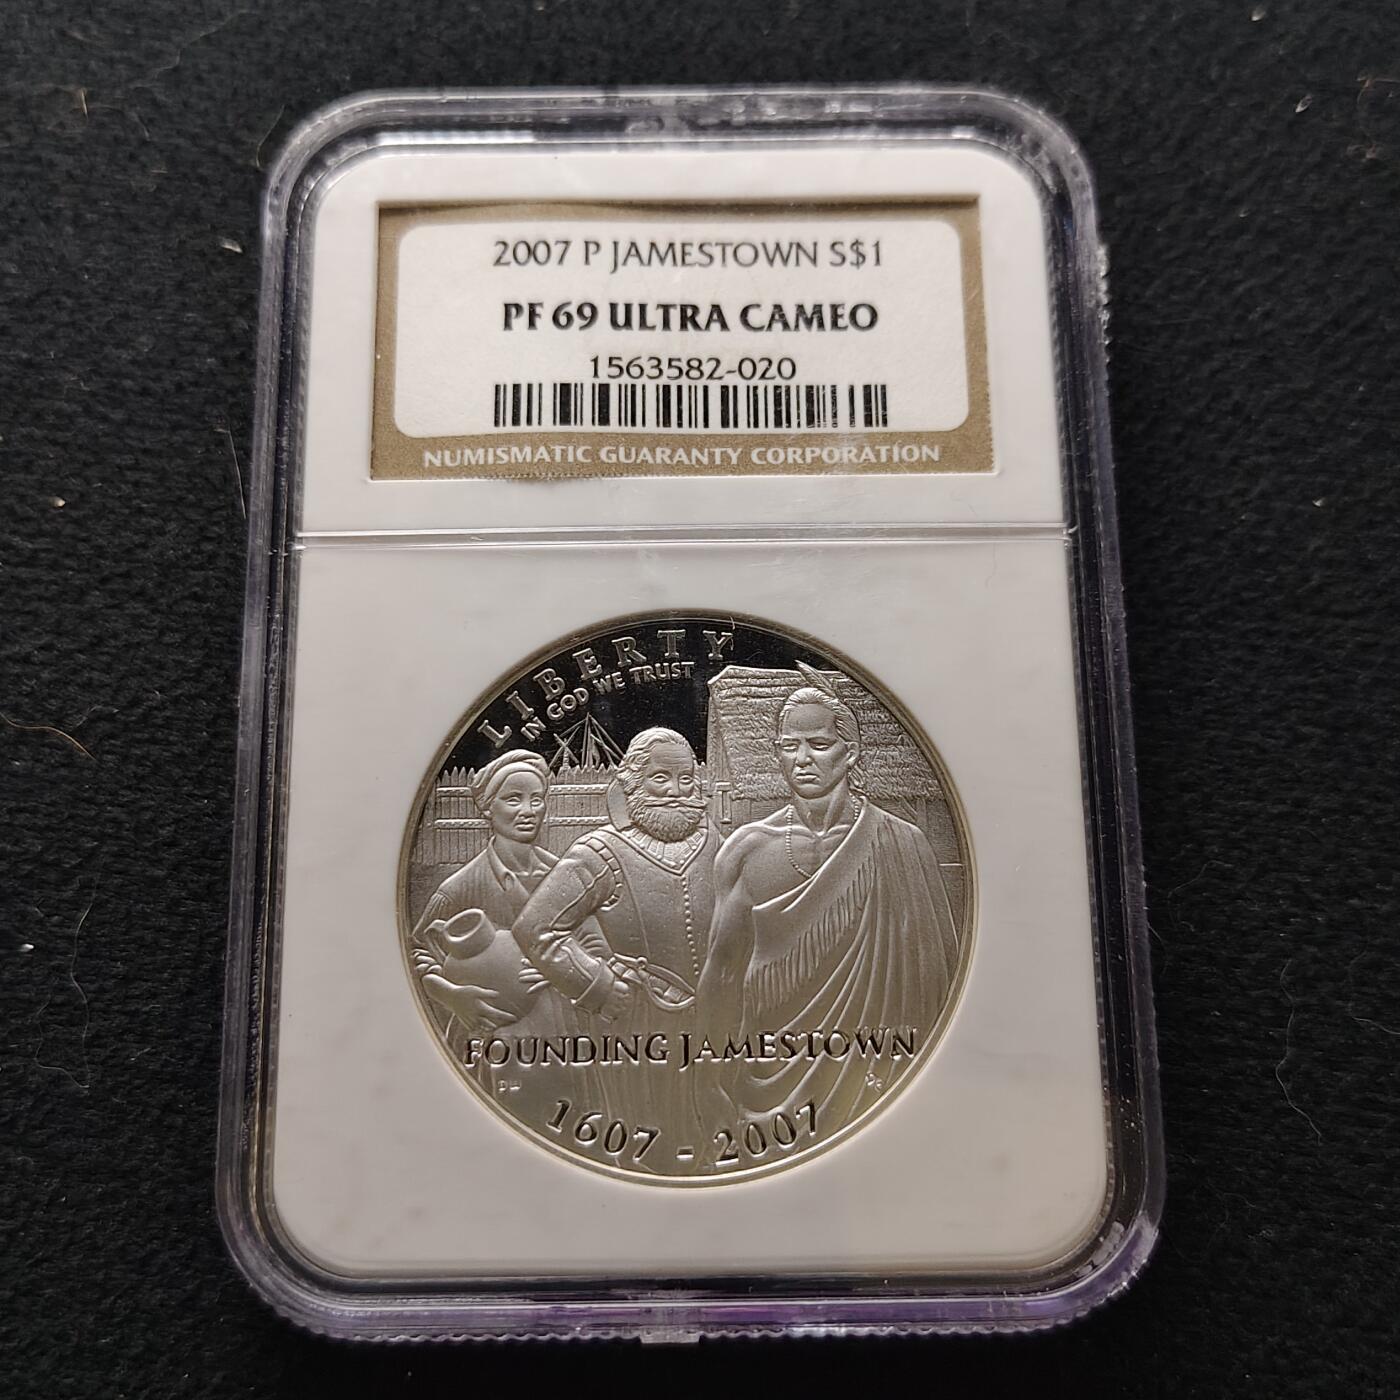 2007 P JAMESTOWN S$1
PF 69 ULTRA CAMEO
1563582-020
NUMISMATIC GUARANTY CORPORATION
LIBERTY
IN GOD WE TRUST
FOUNDING JAMESTOWN
1607 - 2007